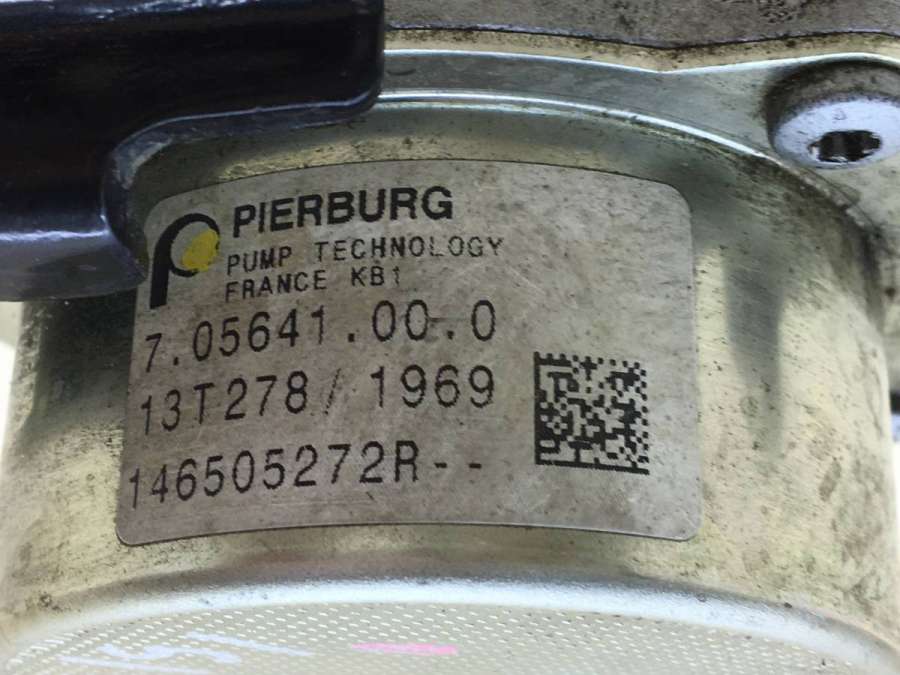 PIERBURG
PUMP TECHNOLOGY
FRANCE KB1
7.05641.00.0
13T278/1969
146505272R--